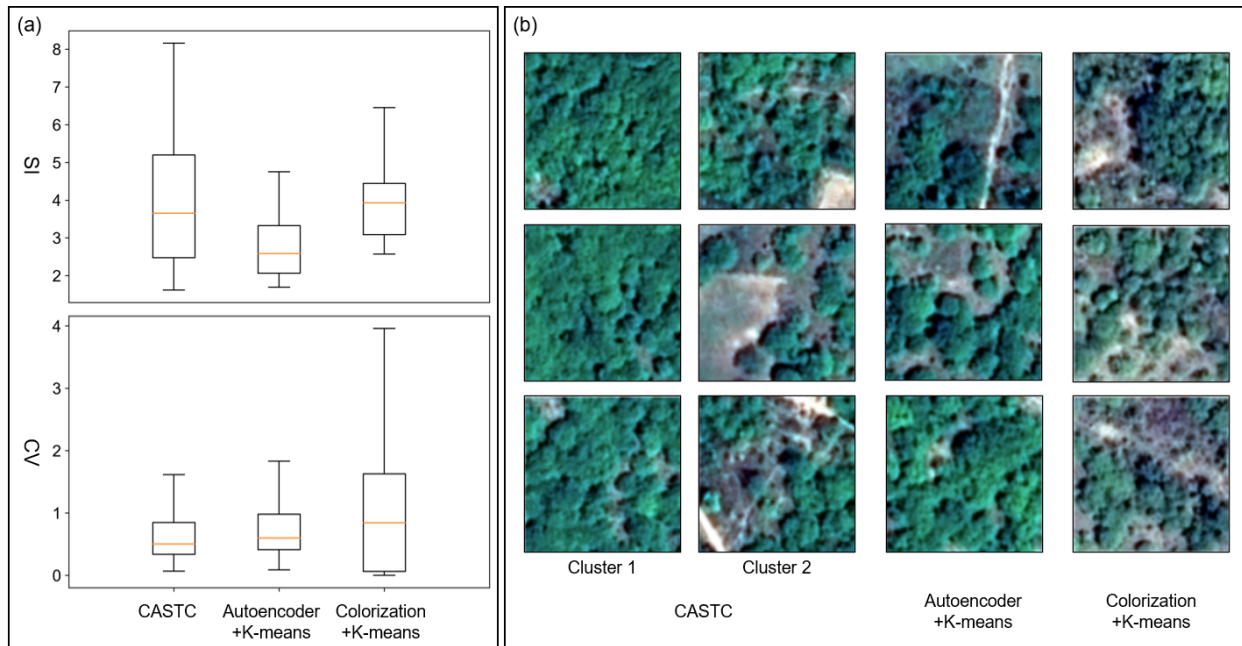 (a)
8
7
6
5
4
3
2
SI
4
3
2
1
0
CV
CASTC
Autoencoder
+K-means
Colorization
+K-means
(b)
Cluster 1
Cluster 2
CASTC
Autoencoder
+K-means
Colorization
+K-means